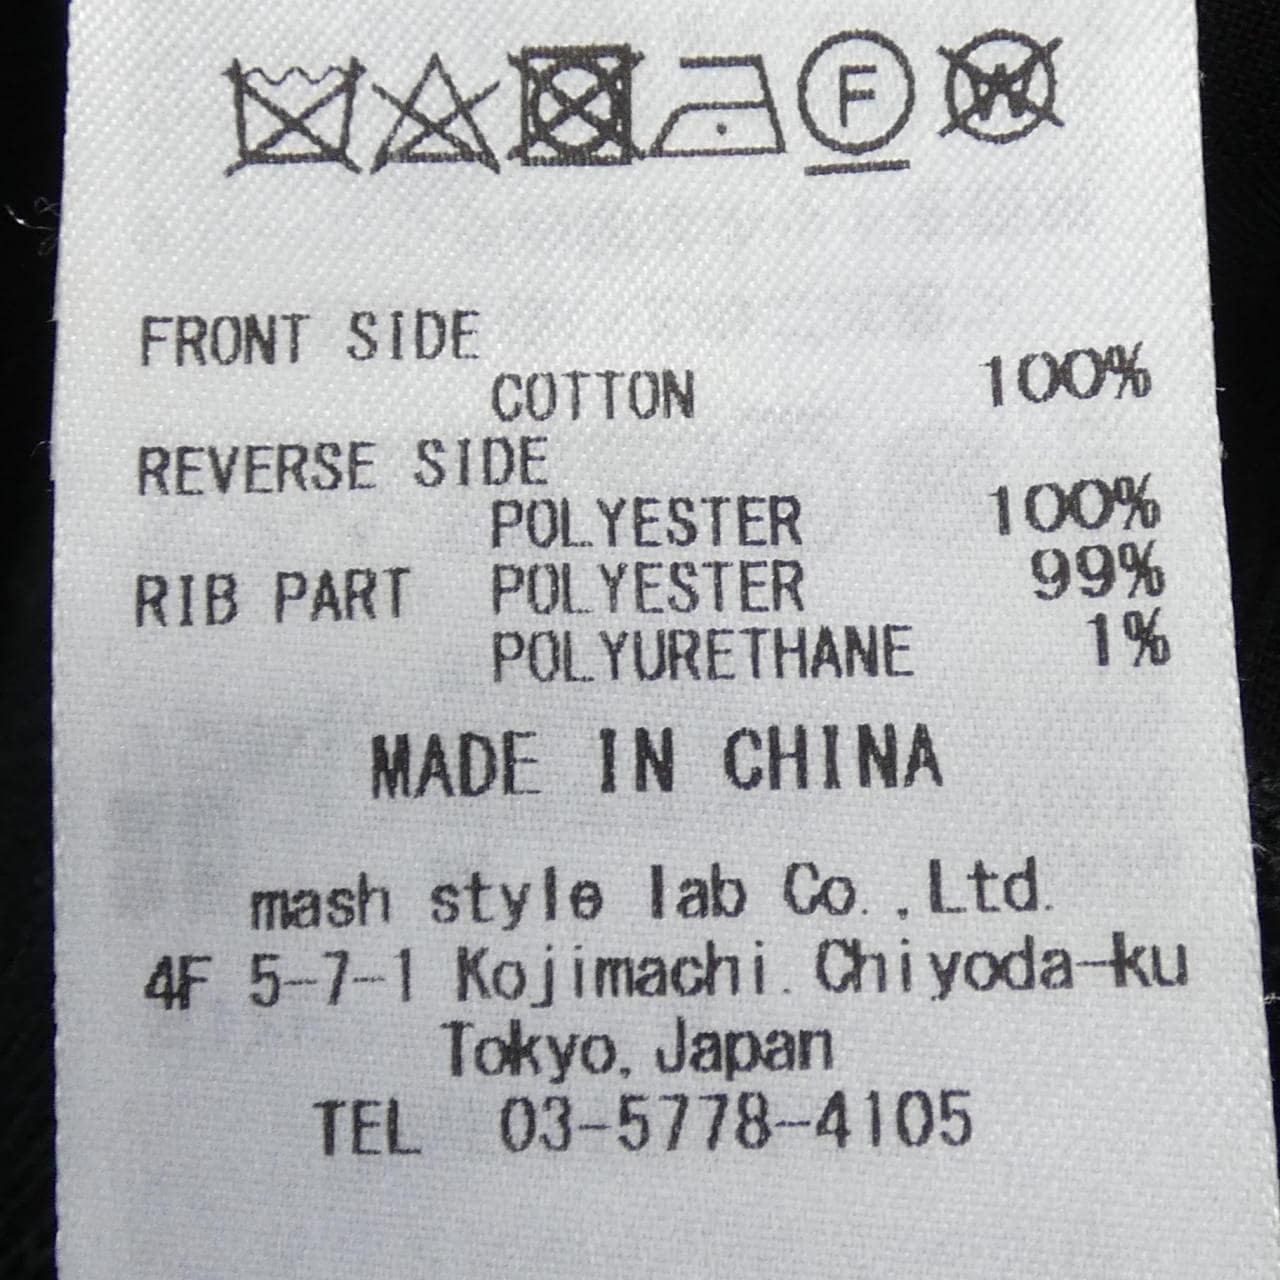 F W
FRONT SIDE
COTTON 100%
REVERSE SIDE
POLYESTER 100%
RIB PART POLYESTER 99%
POLYURETHANE 1%
MADE IN CHINA
mash style lab Co.,Ltd.
4F 5-7-1 Kojimachi. Chiyoda-ku
Tokyo, Japan
TEL 03-5778-4105